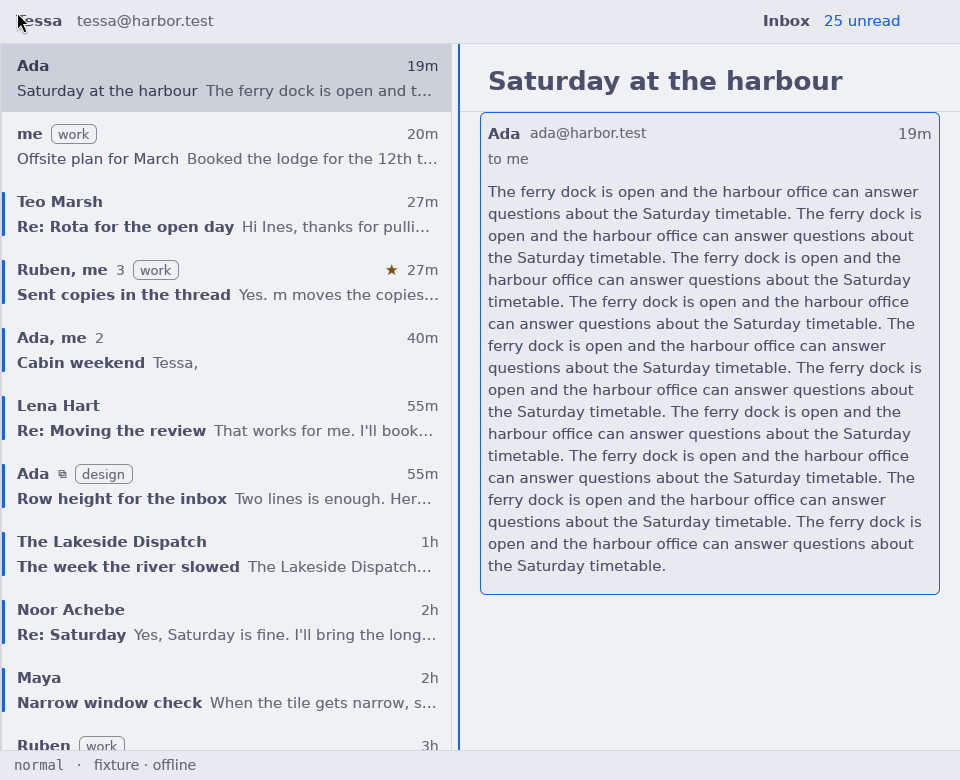 Tessa tessa@harbor.test Inbox 25 unread
Ada 19m
Saturday at the harbour The ferry dock is open and t…
me work 20m
Offsite plan for March Booked the lodge for the 12th t…
Teo Marsh 27m
Re: Rota for the open day Hi Ines, thanks for pulli…
Ruben, me 3 work ★ 27m
Sent copies in the thread Yes. m moves the copies…
Ada, me 2 40m
Cabin weekend Tessa,
Lena Hart 55m
Re: Moving the review That works for me. I'll book…
Ada design 55m
Row height for the inbox Two lines is enough. Her…
The Lakeside Dispatch 1h
The week the river slowed The Lakeside Dispatch…
Noor Achebe 2h
Re: Saturday Yes, Saturday is fine. I'll bring the long…
Maya 2h
Narrow window check When the tile gets narrow, s…
Ruben work 3h
Saturday at the harbour
Ada ada@harbor.test 19m
to me
The ferry dock is open and the harbour office can answer
questions about the Saturday timetable. The ferry dock is
open and the harbour office can answer questions about
the Saturday timetable. The ferry dock is open and the
harbour office can answer questions about the Saturday
timetable. The ferry dock is open and the harbour office
can answer questions about the Saturday timetable. The
ferry dock is open and the harbour office can answer
questions about the Saturday timetable. The ferry dock is
open and the harbour office can answer questions about
the Saturday timetable. The ferry dock is open and the
harbour office can answer questions about the Saturday
timetable. The ferry dock is open and the harbour office
can answer questions about the Saturday timetable. The
ferry dock is open and the harbour office can answer
questions about the Saturday timetable. The ferry dock is
open and the harbour office can answer questions about
the Saturday timetable.
normal · fixture · offline